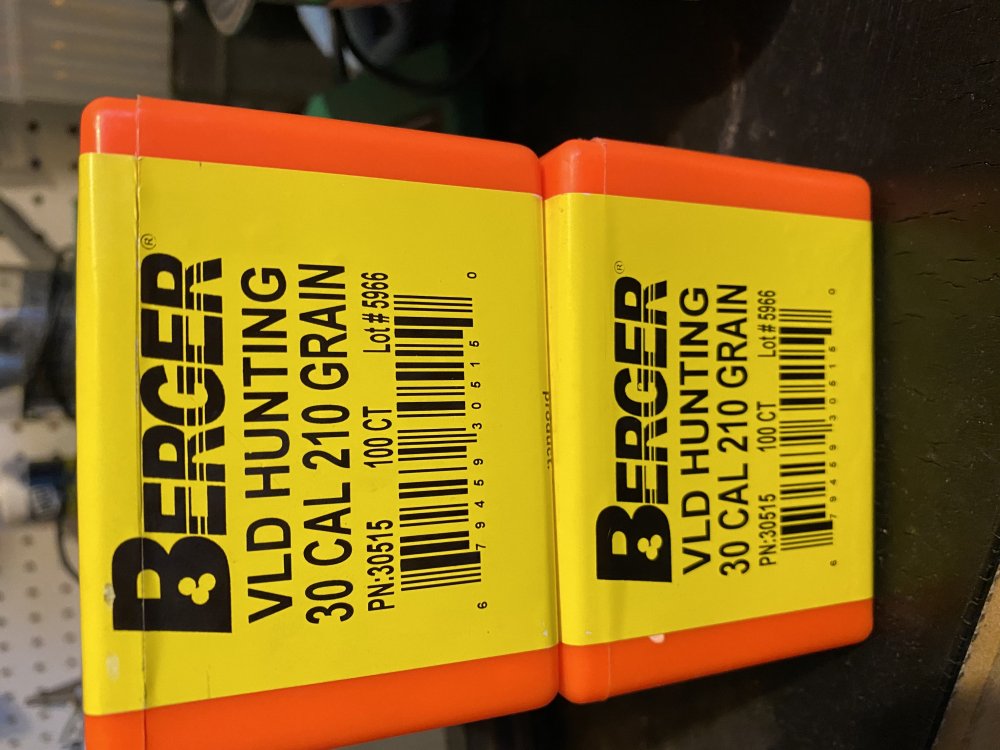 BERGER®
VLD HUNTING
30 CAL 210 GRAIN
PN:30515 100 CT Lot # 5966
6 79459 30515 0
product.
BERGER®
VLD HUNTING
30 CAL 210 GRAIN
PN:30515 100 CT Lot # 5966
6 79459 30515 0